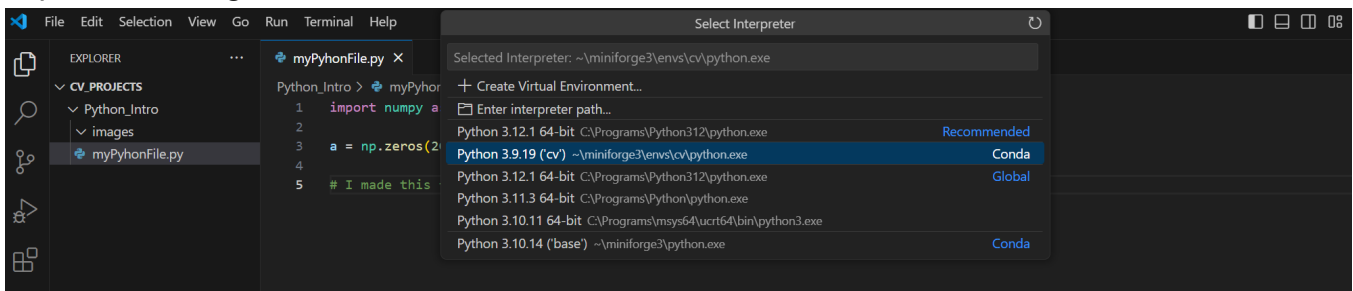 File Edit Selection View Go Run Terminal Help
Select Interpreter
EXPLORER
myPyhonFile.py
Selected Interpreter: ~\miniforge3\envs\cv\python.exe
CV_PROJECTS
Python_Intro > myPyhon
+ Create Virtual Environment...
Python_Intro
1 import numpy a
Enter interpreter path...
images
2
Python 3.12.1 64-bit C:\Programs\Python312\python.exe Recommended
myPyhonFile.py
3 a = np.zeros(2
Python 3.9.19 ('cv') ~\miniforge3\envs\cv\python.exe Conda
4
Python 3.12.1 64-bit C:\Programs\Python312\python.exe Global
5 # I made this
Python 3.11.3 64-bit C:\Programs\Python\python.exe
Python 3.10.11 64-bit C:\Programs\msys64\ucrt64\bin\python3.exe
Python 3.10.14 ('base') ~\miniforge3\python.exe Conda